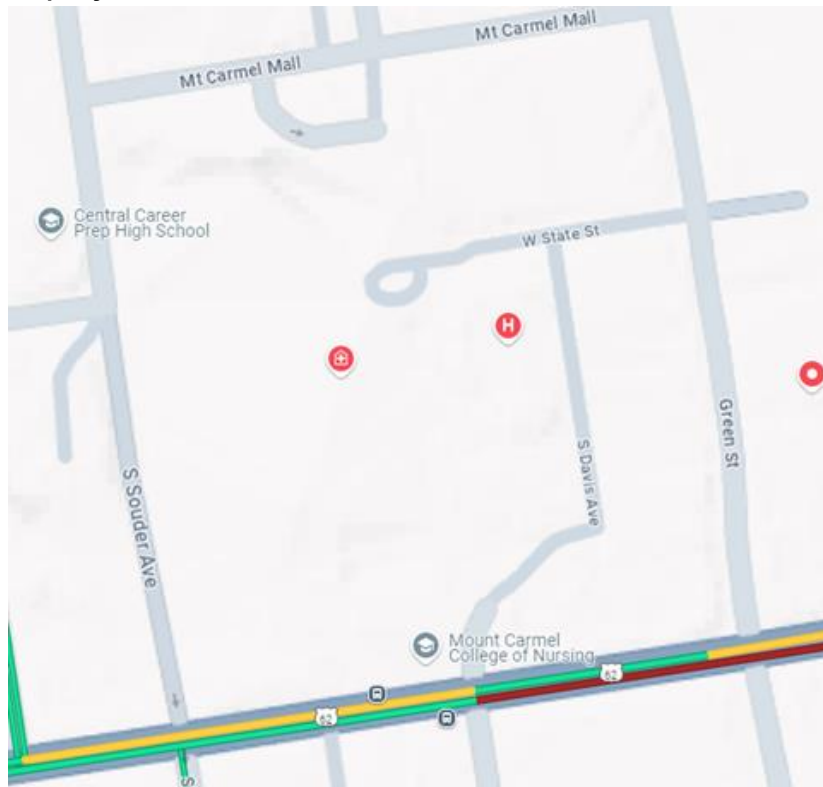 Mt Carmel Mall
Mt Carmel Mall
Central Career
Prep High School
W State St
H
Green St
S Davis Ave
S Souder Ave
Mount Carmel
College of Nursing
62
62
S